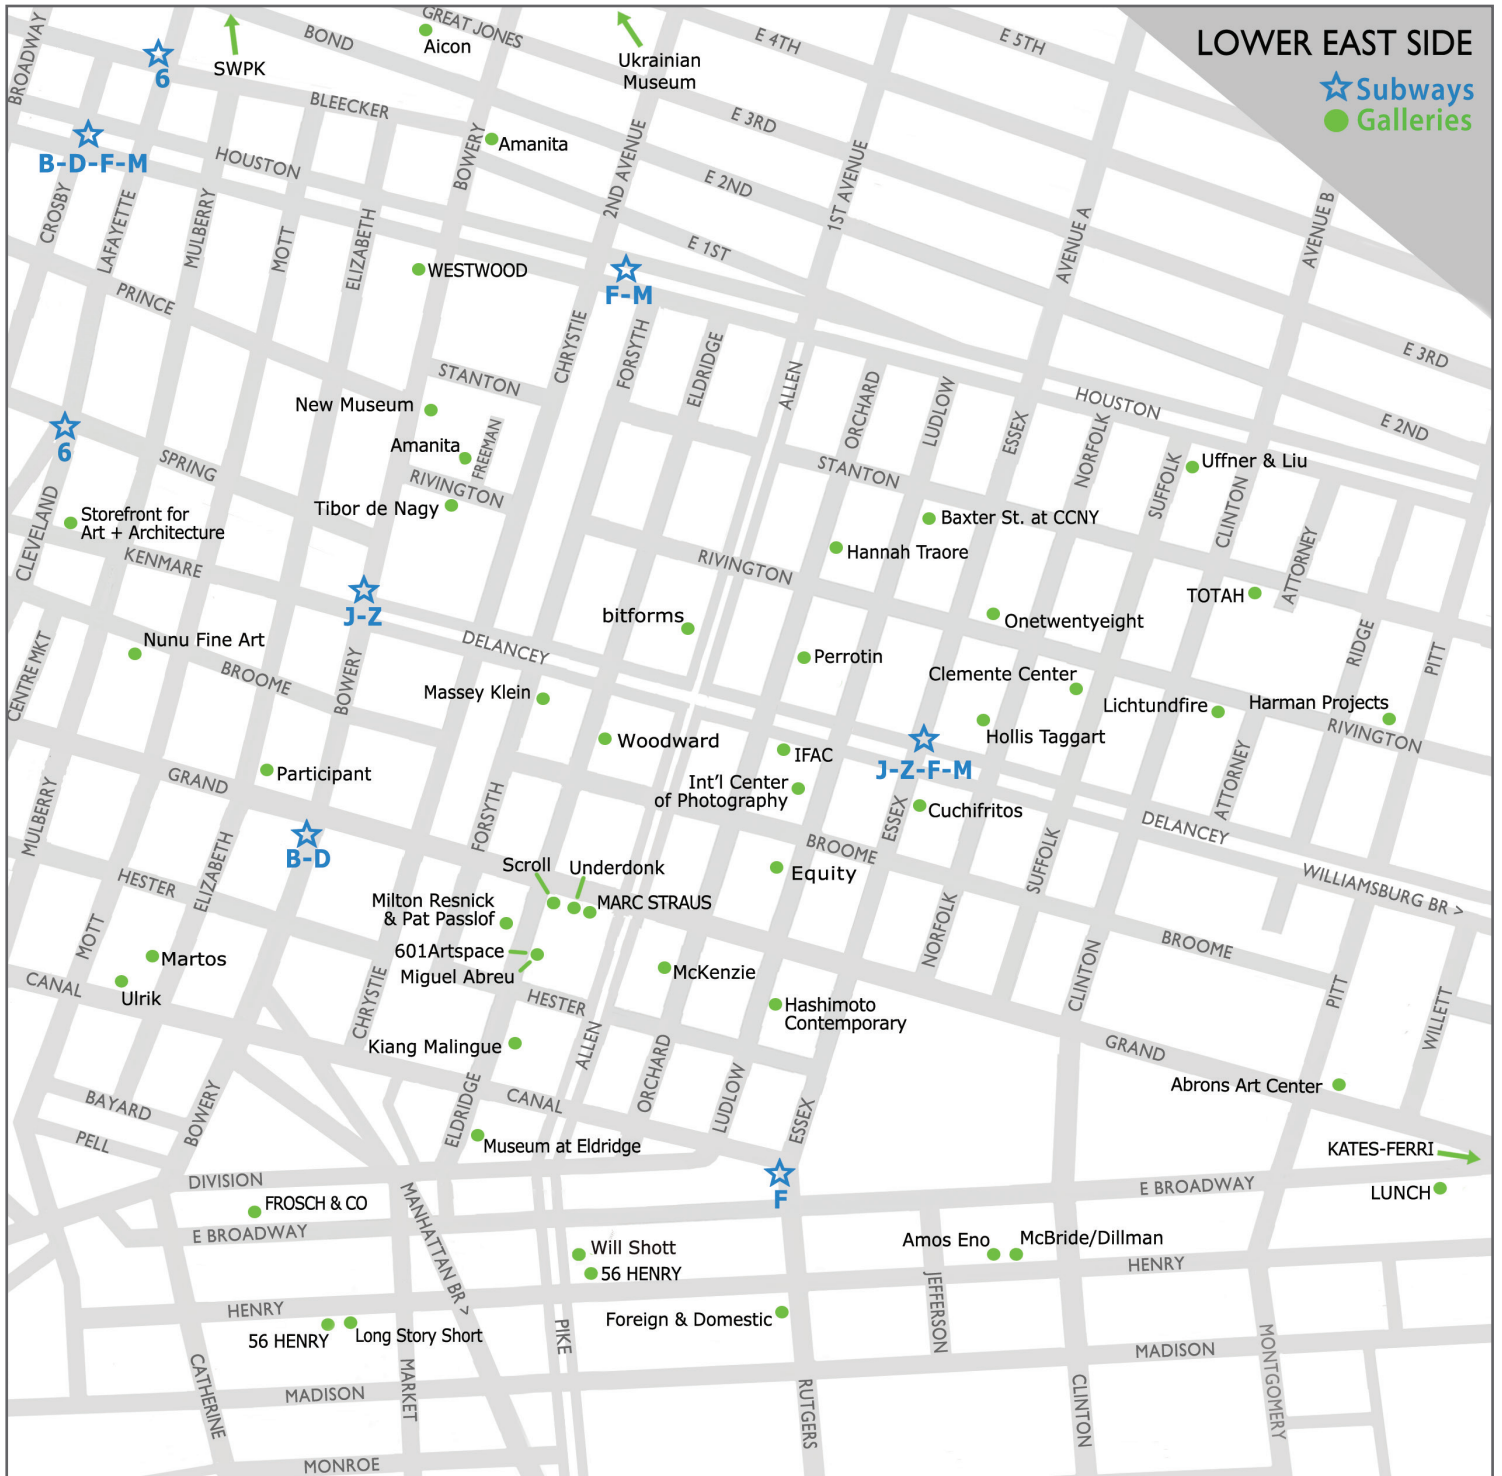 LOWER EAST SIDE
Subways
Galleries
BROADWAY
6
SWPK
BOND
GREAT JONES
Aicon
Ukrainian
Museum
E 4TH
E 5TH
BLEECKER
E 3RD
B-D-F-M
HOUSTON
BOWERY
Amanita
2ND AVENUE
E 2ND
1ST AVENUE
AVENUE A
AVENUE B
CROSBY
LAFAYETTE
MULBERRY
MOTT
ELIZABETH
WESTWOOD
E 1ST
F-M
PRINCE
CHRYSTIE
FORSYTH
ELDRIDGE
ALLEN
ORCHARD
LUDLOW
ESSEX
HOUSTON
NORFOLK
E 3RD
E 2ND
STANTON
New Museum
Amanita
FREEMAN
6
SPRING
RIVINGTON
Tibor de Nagy
STANTON
SUFFOLK
Uffner & Liu
CLINTON
Baxter St. at CCNY
Storefront for
Art + Architecture
CLEVELAND
KENMARE
Hannah Traore
RIVINGTON
ATTORNEY
TOTAH
J-Z
bitforms
Onetwentyeight
RIDGE
PITT
Nunu Fine Art
DELANCEY
Perrotin
CENTRE MKT
BROOME
BOWERY
Massey Klein
Clemente Center
Lichtundfire
Harman Projects
RIVINGTON
Woodward
IFAC
Hollis Taggart
J-Z-F-M
GRAND
Participant
Int'l Center
of Photography
ESSEX
Cuchifritos
ATTORNEY
DELANCEY
MULBERRY
B-D
FORSYTH
BROOME
SUFFOLK
WILLIAMSBURG BR >
HESTER
ELIZABETH
Scroll
Underdonk
Equity
Milton Resnick
& Pat Passlof
MARC STRAUS
MOTT
601Artspace
Miguel Abreu
McKenzie
NORFOLK
BROOME
Martos
Ulrik
CANAL
CHRYSTIE
HESTER
Hashimoto
Contemporary
CLINTON
PITT
WILLETT
Kiang Malingue
ALLEN
ORCHARD
LUDLOW
GRAND
Abrons Art Center
BAYARD
BOWERY
ELDRIDGE
CANAL
ESSEX
PELL
Museum at Eldridge
KATES-FERRI
DIVISION
F
E BROADWAY
LUNCH
FROSCH & CO
MANHATTAN BR >
E BROADWAY
Will Shott
56 HENRY
Amos Eno
McBride/Dillman
HENRY
HENRY
56 HENRY
Long Story Short
Foreign & Domestic
JEFFERSON
PIKE
MADISON
CATHERINE
MARKET
MADISON
RUTGERS
CLINTON
MONTGOMERY
MONROE